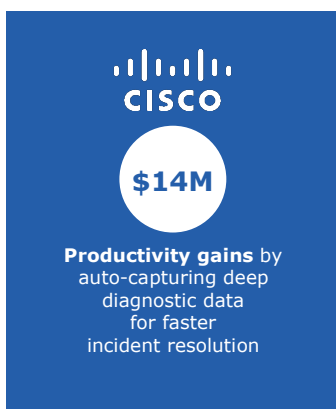 CISCO
$14M
Productivity gains by
auto-capturing deep
diagnostic data
for faster
incident resolution